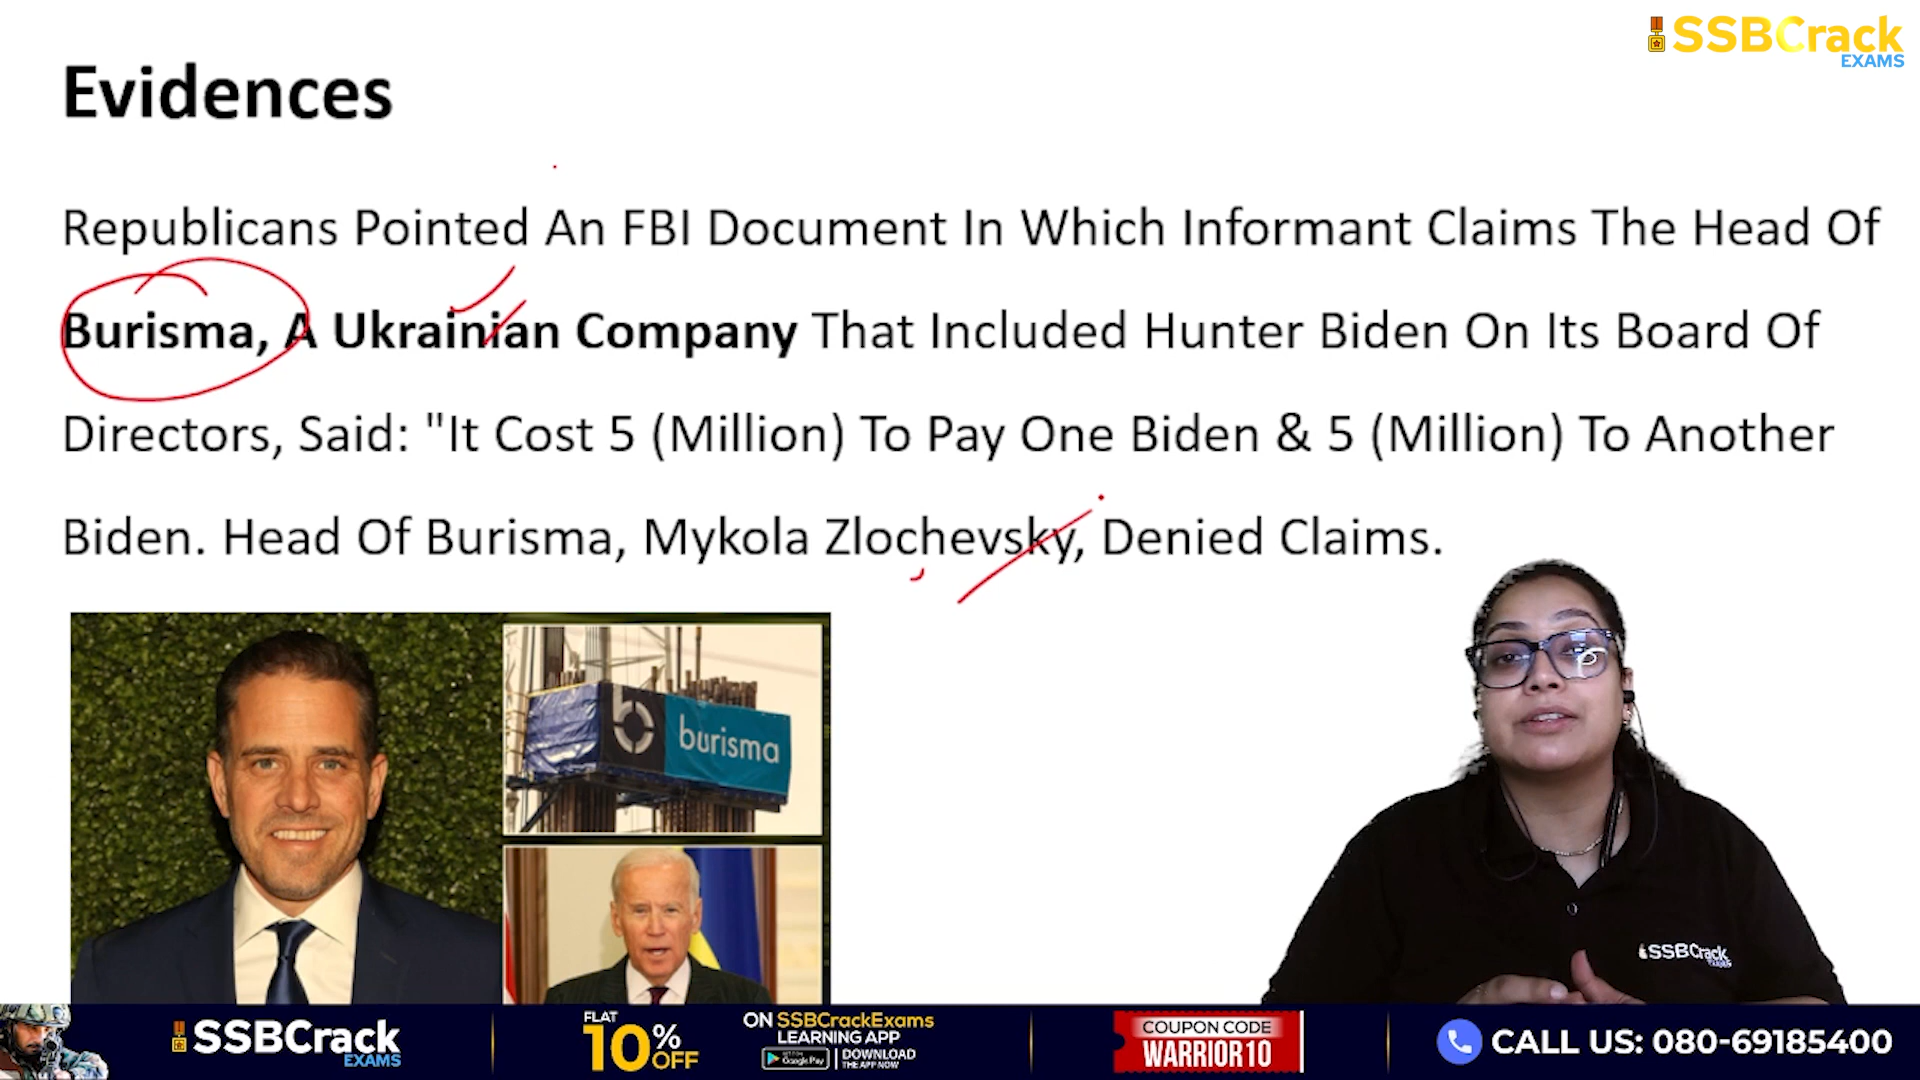 SSBCrack
EXAMS
Evidences
Republicans Pointed An FBI Document In Which Informant Claims The Head Of
Burisma, A Ukrainian Company That Included Hunter Biden On Its Board Of
Directors, Said: "It Cost 5 (Million) To Pay One Biden & 5 (Million) To Another
Biden. Head Of Burisma, Mykola Zlochevsky, Denied Claims.
burisma
SSBCrack
EXAMS
SSBCrack
EXAMS
FLAT
10% OFF
ON SSBCrackExams
LEARNING APP
Google Play
DOWNLOAD
THE APP NOW
COUPON CODE
WARRIOR10
CALL US: 080-69185400